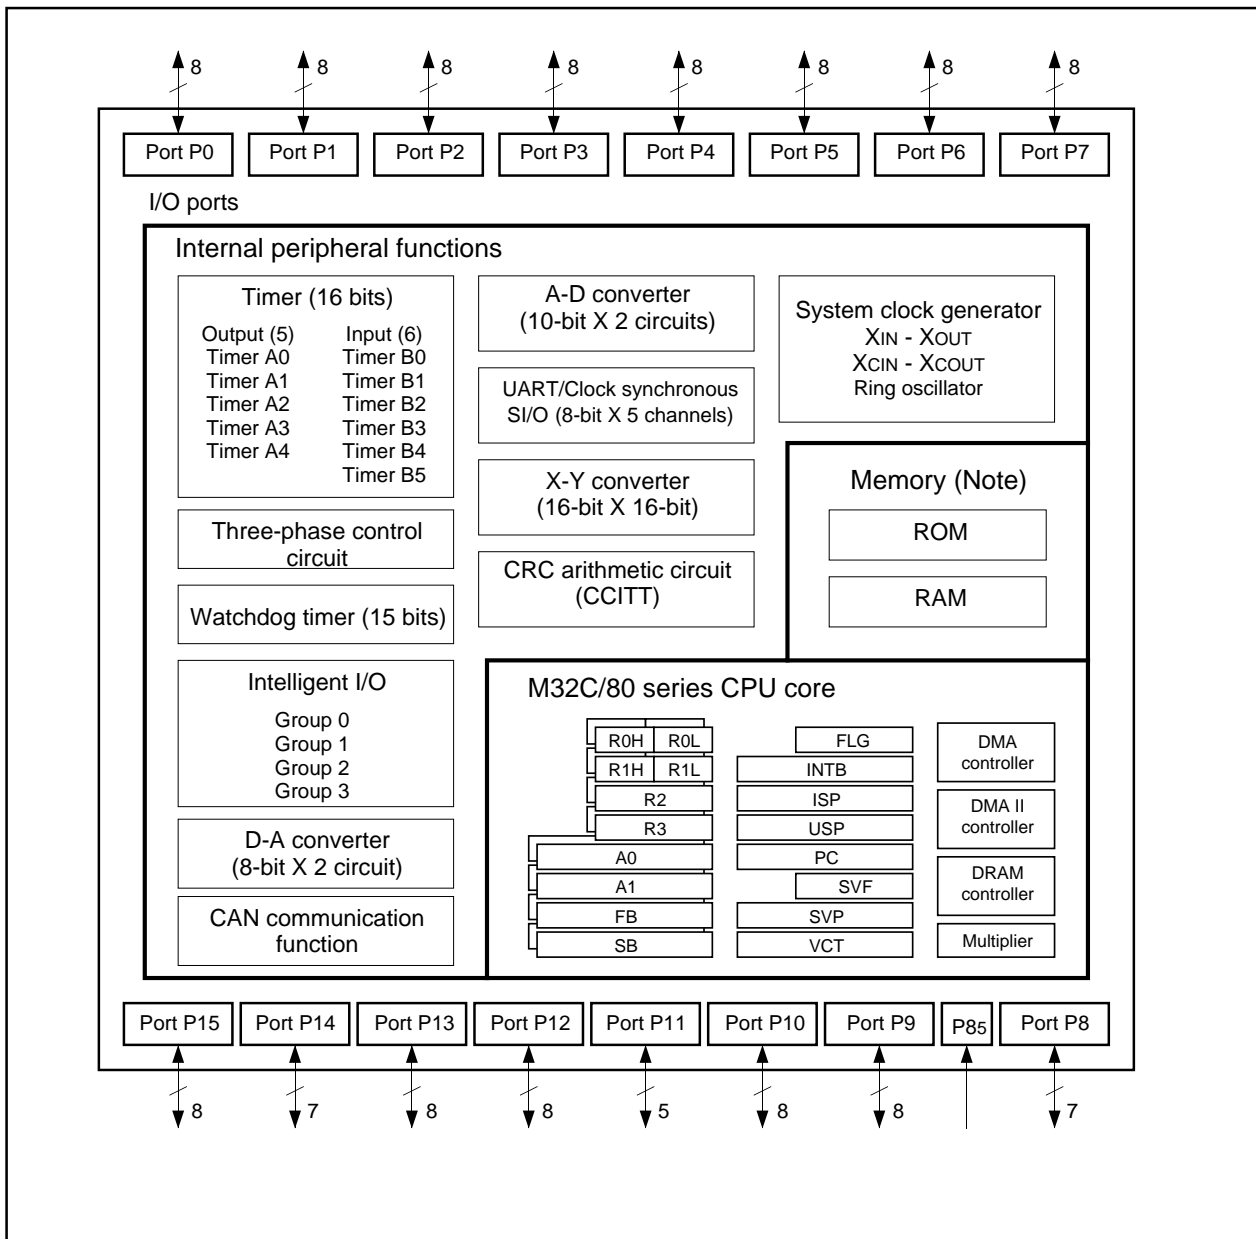 8 8 8 8 8 8 8 8
Port P0 Port P1 Port P2 Port P3 Port P4 Port P5 Port P6 Port P7
I/O ports
Internal peripheral functions
Timer (16 bits)
Output (5) Input (6)
Timer A0 Timer B0
Timer A1 Timer B1
Timer A2 Timer B2
Timer A3 Timer B3
Timer A4 Timer B4
Timer B5
Three-phase control
circuit
Watchdog timer (15 bits)
Intelligent I/O
Group 0
Group 1
Group 2
Group 3
D-A converter
(8-bit X 2 circuit)
CAN communication
function
A-D converter
(10-bit X 2 circuits)
UART/Clock synchronous
SI/O (8-bit X 5 channels)
X-Y converter
(16-bit X 16-bit)
CRC arithmetic circuit
(CCITT)
System clock generator
XIN - XOUT
XCIN - XCOUT
Ring oscillator
Memory (Note)
ROM
RAM
M32C/80 series CPU core
R0H R0L
R1H R1L
R2
R3
A0
A1
FB
SB
FLG
INTB
ISP
USP
PC
SVF
SVP
VCT
DMA
controller
DMA II
controller
DRAM
controller
Multiplier
Port P15 Port P14 Port P13 Port P12 Port P11 Port P10 Port P9 P85 Port P8
8 7 8 8 5 8 8 7